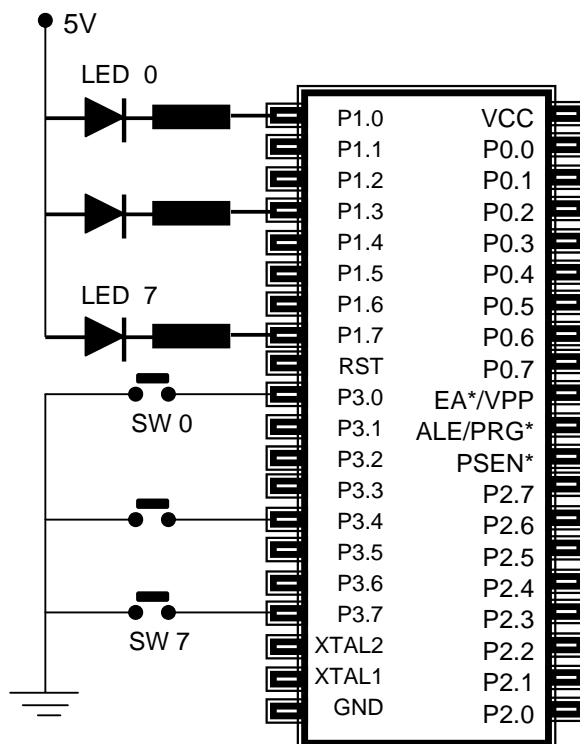 5V
LED 0
LED 7
SW 0
SW 7
P1.0
P1.1
P1.2
P1.3
P1.4
P1.5
P1.6
P1.7
RST
P3.0
P3.1
P3.2
P3.3
P3.4
P3.5
P3.6
P3.7
XTAL2
XTAL1
GND
VCC
P0.0
P0.1
P0.2
P0.3
P0.4
P0.5
P0.6
P0.7
EA*/VPP
ALE/PRG*
PSEN*
P2.7
P2.6
P2.5
P2.4
P2.3
P2.2
P2.1
P2.0